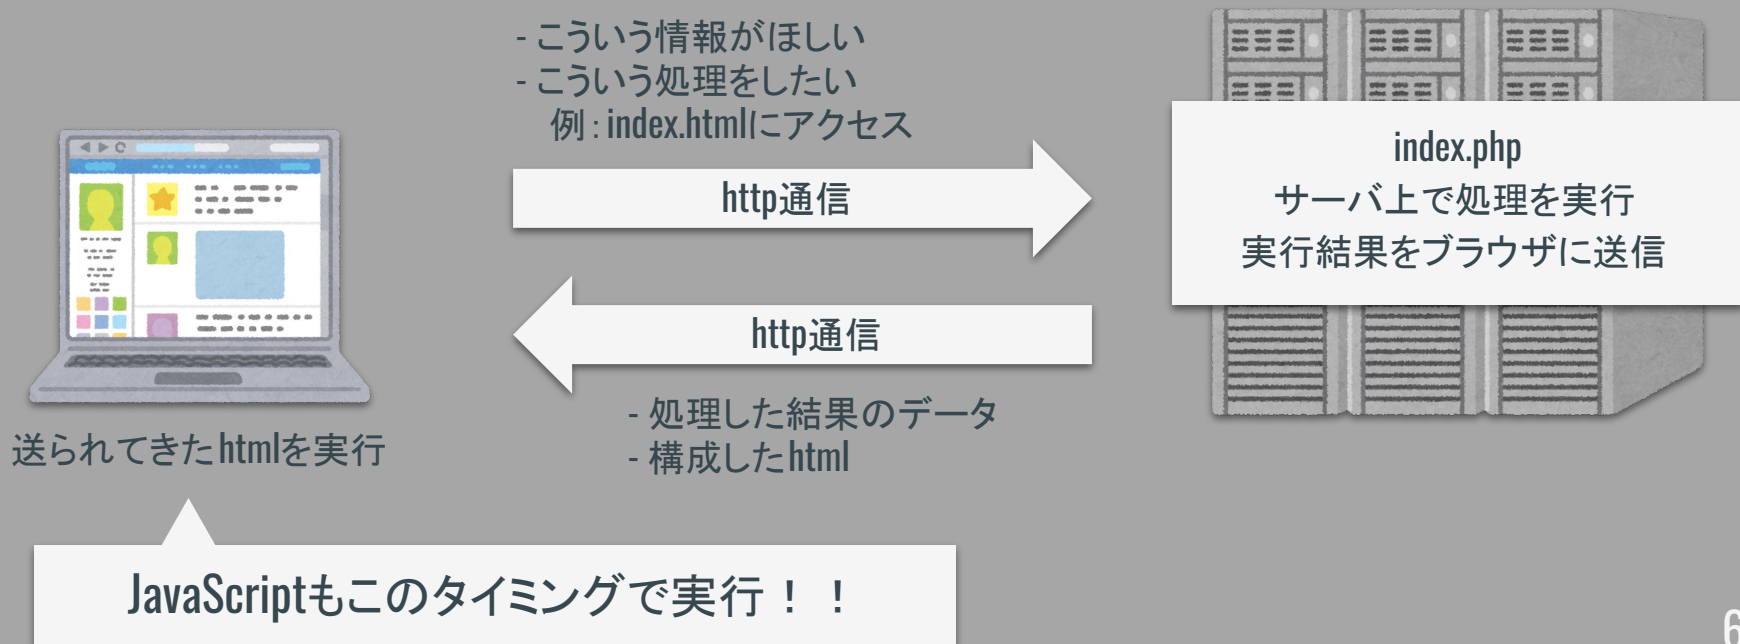 - こういう情報がほしい
- こういう処理をしたい
例：index.htmlにアクセス
http通信
index.php
サーバ上で処理を実行
実行結果をブラウザに送信
http通信
- 処理した結果のデータ
- 構成したhtml
送られてきたhtmlを実行
JavaScriptもこのタイミングで実行！！
6